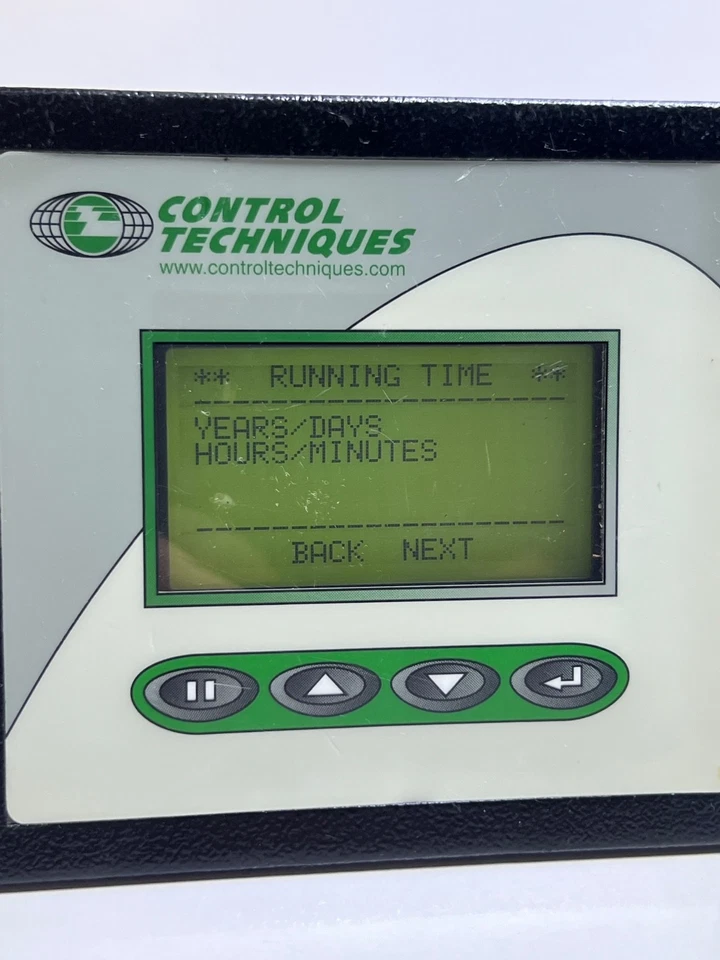 CONTROL
TECHNIQUES
www.controltechniques.com
** RUNNING TIME **
YEARS/DAYS
HOURS/MINUTES
BACK NEXT